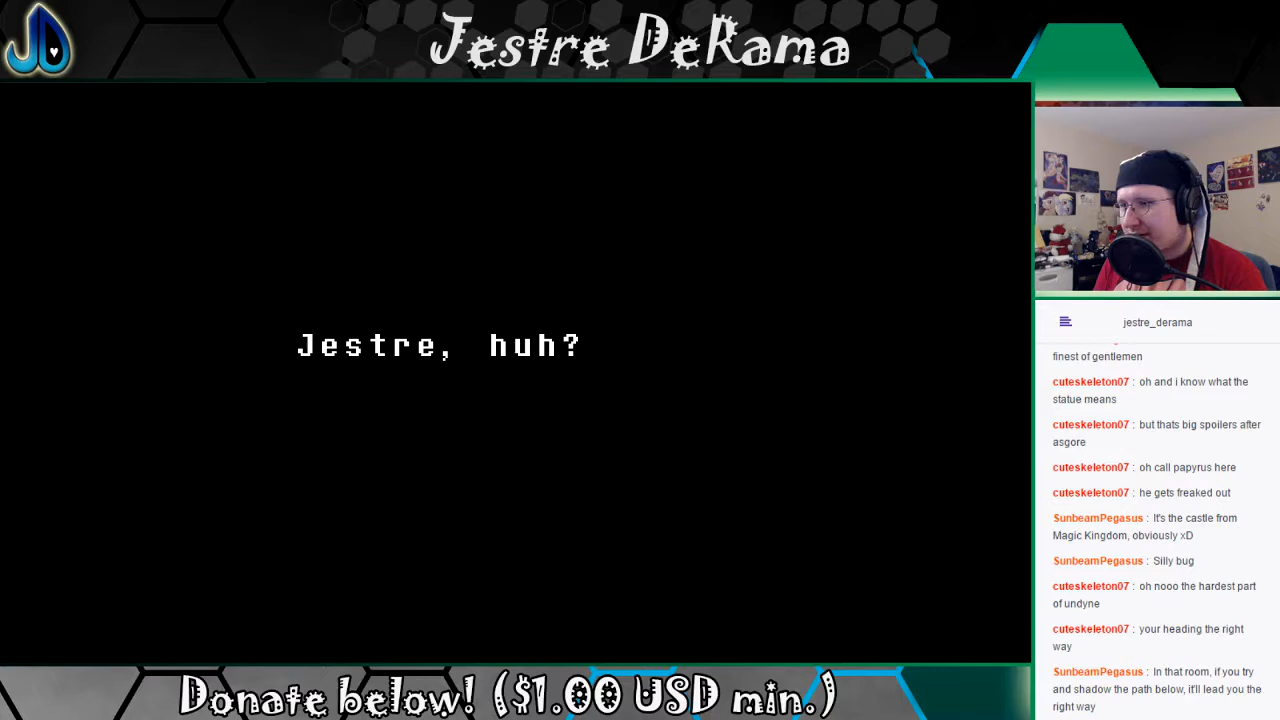 JD
Jestre DeRama
Jestre, huh?
jestre_derama
finest of gentlemen
cuteskeleton07 : oh and i know what the
statue means
cuteskeleton07 : but thats big spoilers after
asgore
cuteskeleton07 : oh call papyrus here
cuteskeleton07 : he gets freaked out
SunbeamPegasus : It's the castle from
Magic Kingdom, obviously xD
SunbeamPegasus : Silly bug
cuteskeleton07 : oh nooo the hardest part
of undyne
cuteskeleton07 : your heading the right
way
SunbeamPegasus : In that room, if you try
and shadow the path below, it'll lead you the
right way
Donate below! ($1.00 USD min.)